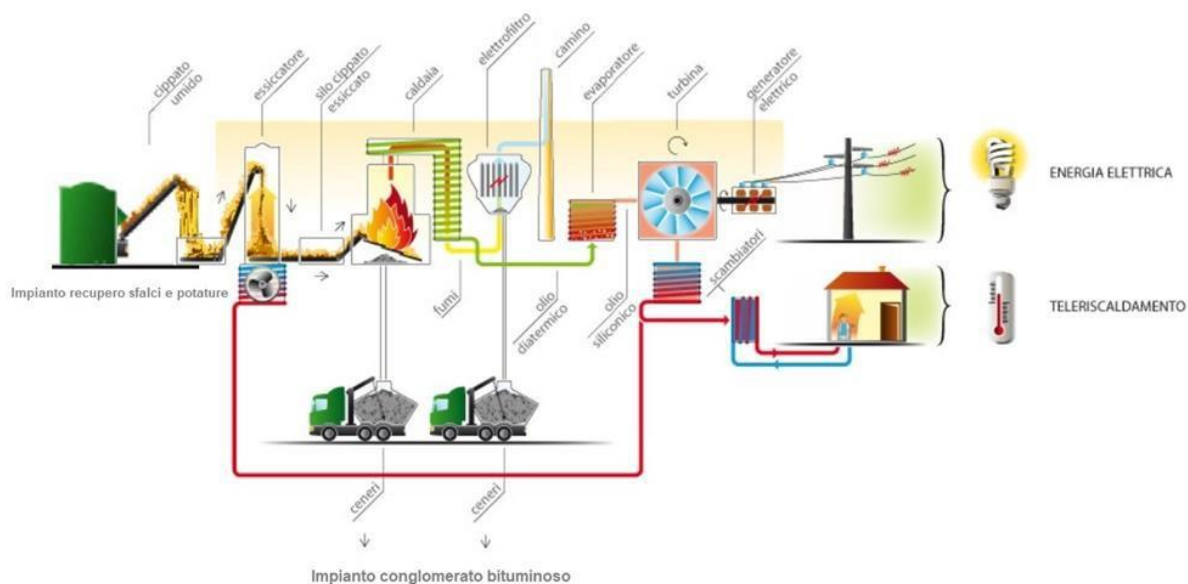 cippato
umido
essiccatore
silo cippato
essiccato
caldaia
elettrofiltro
camino
evaporatore
turbina
generatore
elettrico
ENERGIA ELETTRICA
Impianto recupero sfalci e potature
fumi
olio
diatermico
olio
siliconico
scambiatori
TELERISCALDAMENTO
ceneri
ceneri
Impianto conglomerato bituminoso